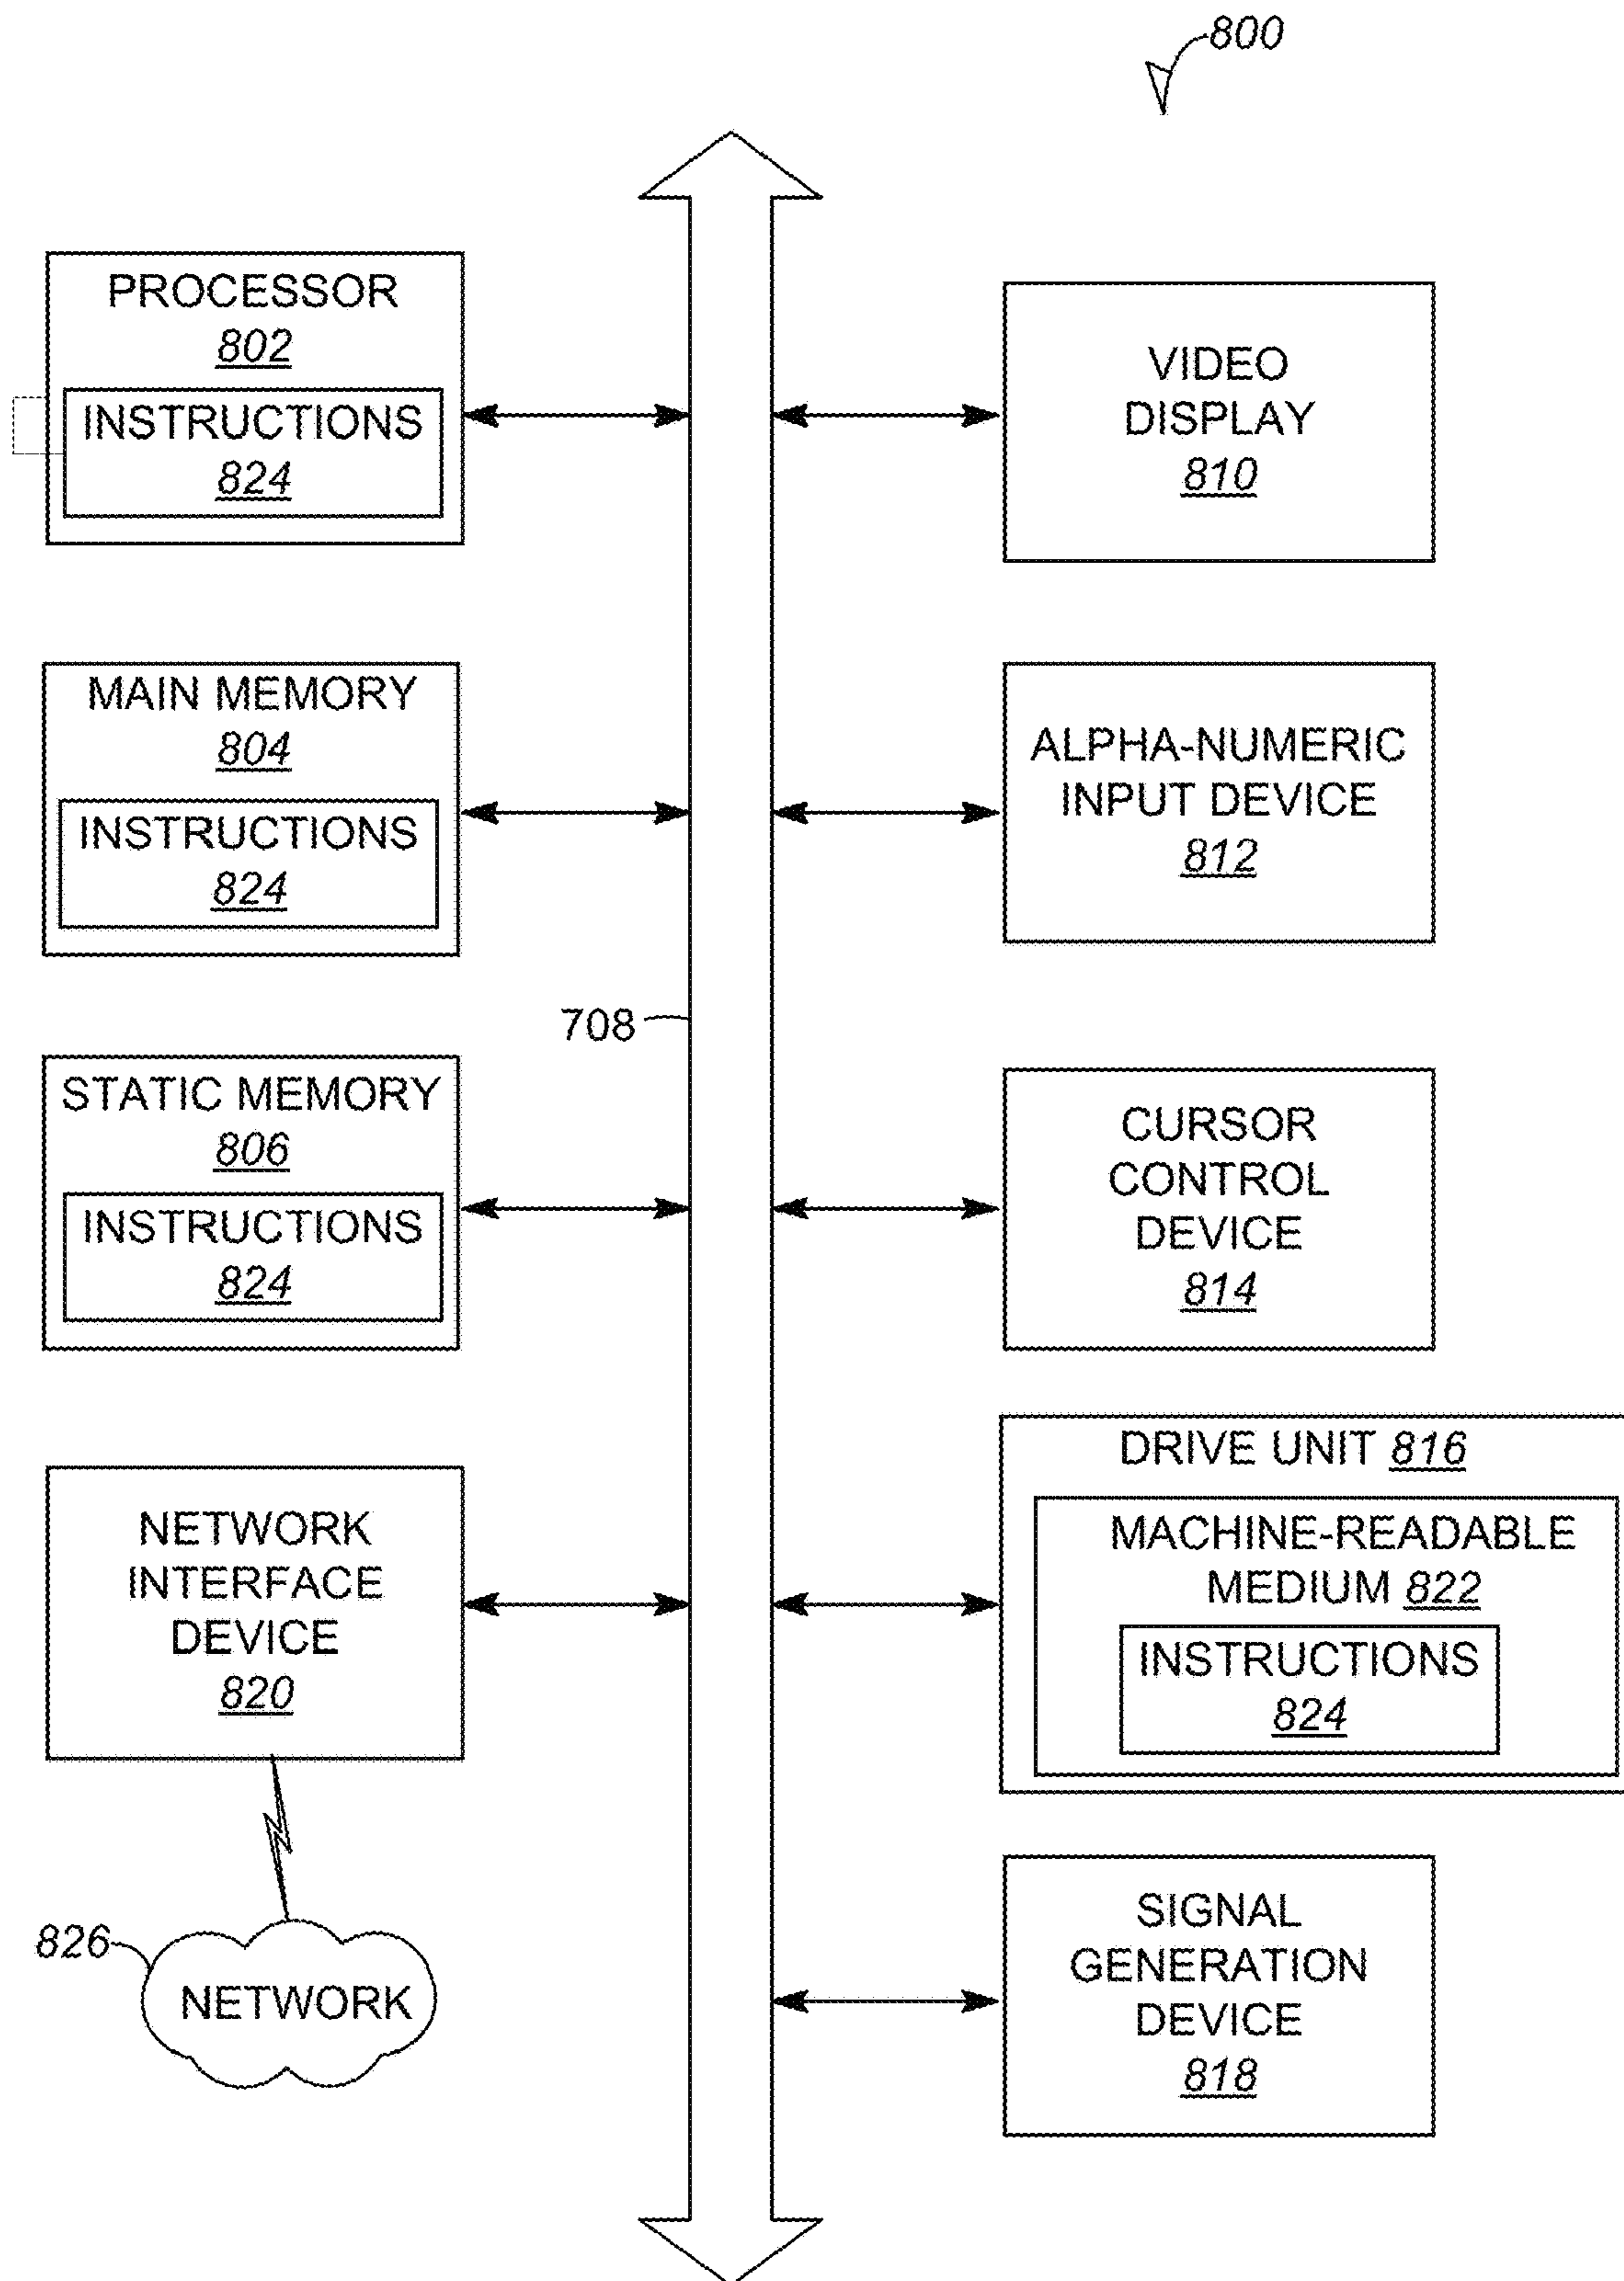 800
PROCESSOR
802
INSTRUCTIONS
824
VIDEO
DISPLAY
810
MAIN MEMORY
804
INSTRUCTIONS
824
ALPHA-NUMERIC
INPUT DEVICE
812
708
STATIC MEMORY
806
INSTRUCTIONS
824
CURSOR
CONTROL
DEVICE
814
NETWORK
INTERFACE
DEVICE
820
DRIVE UNIT 816
MACHINE-READABLE
MEDIUM 822
INSTRUCTIONS
824
826
NETWORK
SIGNAL
GENERATION
DEVICE
818